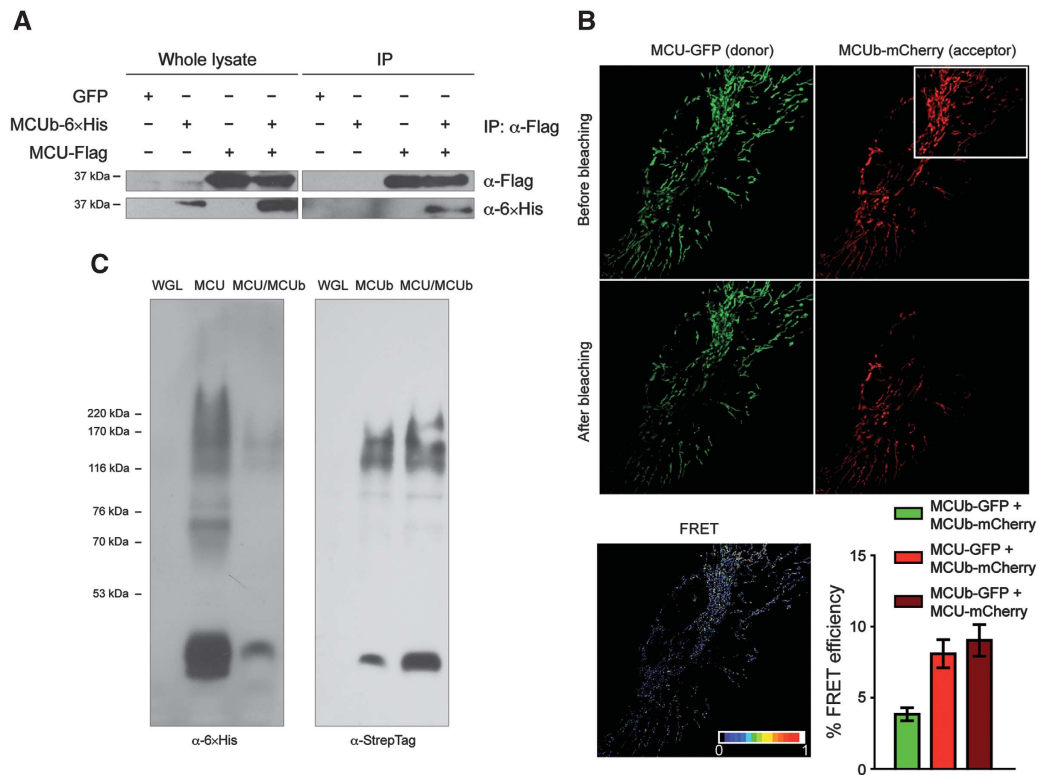 A
Whole lysate IP
GFP + – – – + – – –
MCUb-6×His – + – + – + – + IP: α-Flag
MCU-Flag – – + + – – + +
37 kDa – α-Flag
37 kDa – α-6×His
B
MCU-GFP (donor) MCUb-mCherry (acceptor)
Before bleaching
After bleaching
FRET
0 1
MCUb-GFP +
MCUb-mCherry
MCU-GFP +
MCUb-mCherry
MCUb-GFP +
MCU-mCherry
% FRET efficiency
15
10
5
0
C
WGL MCU MCU/MCUb WGL MCUb MCU/MCUb
220 kDa –
170 kDa –
116 kDa –
76 kDa –
70 kDa –
53 kDa –
α-6×His α-StrepTag